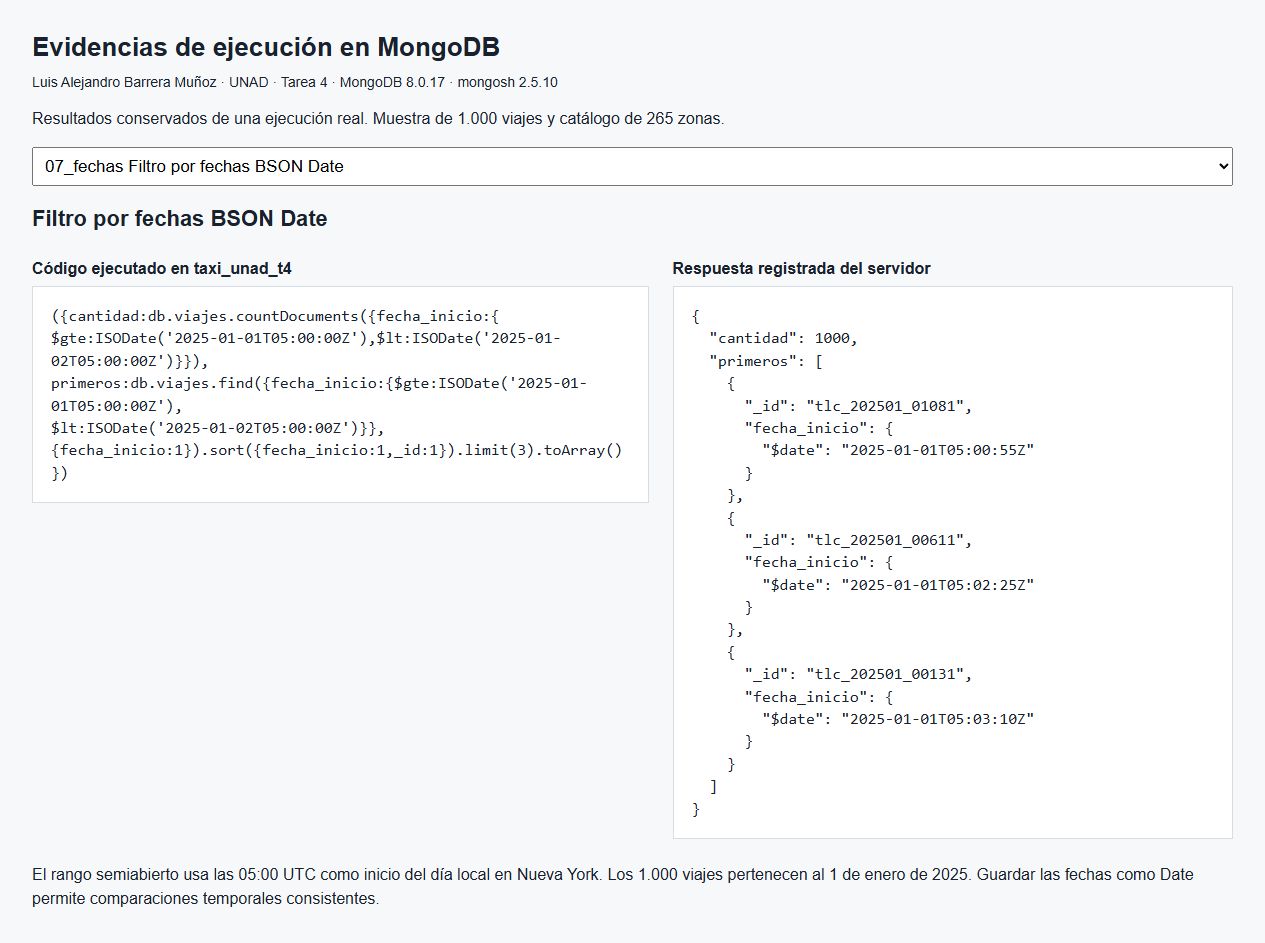 Evidencias de ejecución en MongoDB
Luis Alejandro Barrera Muñoz · UNAD · Tarea 4 · MongoDB 8.0.17 · mongosh 2.5.10
Resultados conservados de una ejecución real. Muestra de 1.000 viajes y catálogo de 265 zonas.
07_fechas Filtro por fechas BSON Date
Filtro por fechas BSON Date
Código ejecutado en taxi_unad_t4
({cantidad:db.viajes.countDocuments({fecha_inicio:{
$gte:ISODate('2025-01-01T05:00:00Z'),$lt:ISODate('2025-01-
02T05:00:00Z')}}),
primeros:db.viajes.find({fecha_inicio:{$gte:ISODate('2025-01-
01T05:00:00Z'),
$lt:ISODate('2025-01-02T05:00:00Z')}},
{fecha_inicio:1}).sort({fecha_inicio:1,_id:1}).limit(3).toArray()
})
Respuesta registrada del servidor
{
  "cantidad": 1000,
  "primeros": [
    {
      "_id": "tlc_202501_01081",
      "fecha_inicio": {
        "$date": "2025-01-01T05:00:55Z"
      }
    },
    {
      "_id": "tlc_202501_00611",
      "fecha_inicio": {
        "$date": "2025-01-01T05:02:25Z"
      }
    },
    {
      "_id": "tlc_202501_00131",
      "fecha_inicio": {
        "$date": "2025-01-01T05:03:10Z"
      }
    }
  ]
}
El rango semiabierto usa las 05:00 UTC como inicio del día local en Nueva York. Los 1.000 viajes pertenecen al 1 de enero de 2025. Guardar las fechas como Date
permite comparaciones temporales consistentes.